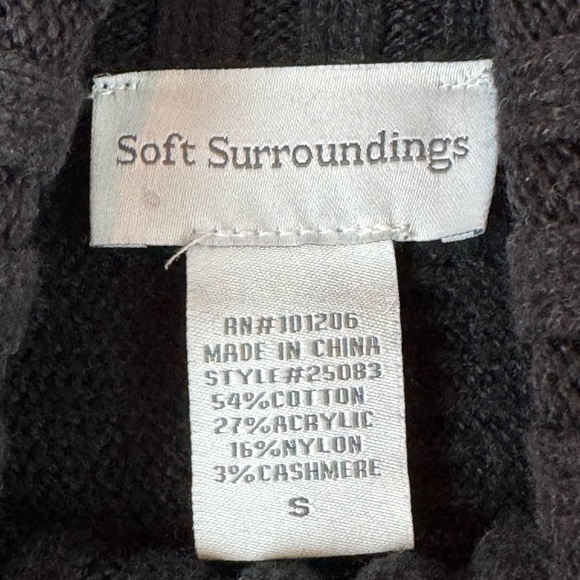 Soft Surroundings
RN#101206
MADE IN CHINA
STYLE#25083
54%COTTON
27%ACRYLIC
16%NYLON
3%CASHMERE
S